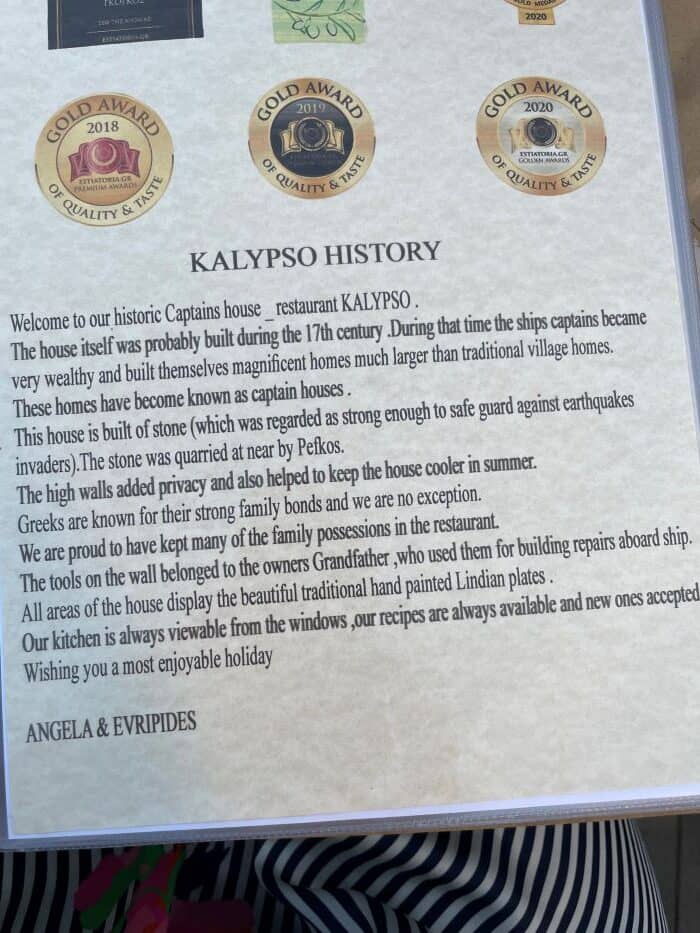 ESTIATORIA.GR
2020
GOLD AWARD
2018
ESTIATORIA.GR
PREMIUM AWARDS
OF QUALITY & TASTE
GOLD AWARD
2019
OF QUALITY & TASTE
GOLD AWARD
2020
ESTIATORIA.GR
GOLDEN AWARDS
OF QUALITY & TASTE
KALYPSO HISTORY
Welcome to our historic Captains house _ restaurant KALYPSO .
The house itself was probably built during the 17th century .During that time the ships captains became
very wealthy and built themselves magnificent homes much larger than traditional village homes.
These homes have become known as captain houses .
This house is built of stone (which was regarded as strong enough to safe guard against earthquakes
invaders).The stone was quarried at near by Pefkos.
The high walls added privacy and also helped to keep the house cooler in summer.
Greeks are known for their strong family bonds and we are no exception.
We are proud to have kept many of the family possessions in the restaurant.
The tools on the wall belonged to the owners Grandfather ,who used them for building repairs aboard ship.
All areas of the house display the beautiful traditional hand painted Lindian plates .
Our kitchen is always viewable from the windows ,our recipes are always available and new ones accepted
Wishing you a most enjoyable holiday
ANGELA & EVRIPIDES